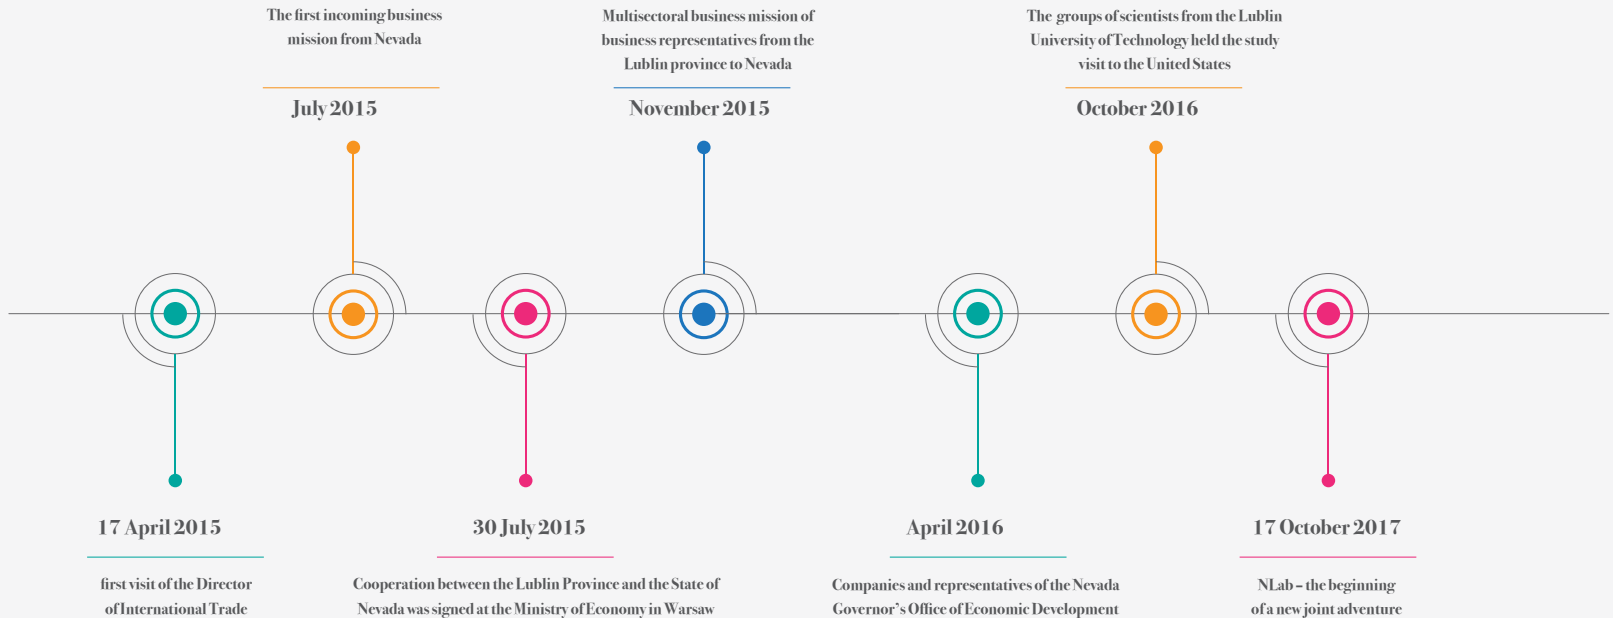 The first incoming business
mission from Nevada
July 2015
Multisectoral business mission of
business representatives from the
Lublin province to Nevada
November 2015
The groups of scientists from the Lublin
University of Technology held the study
visit to the United States
October 2016
17 April 2015
first visit of the Director
of International Trade
30 July 2015
Cooperation between the Lublin Province and the State of
Nevada was signed at the Ministry of Economy in Warsaw
April 2016
Companies and representatives of the Nevada
Governor's Office of Economic Development
17 October 2017
NLab – the beginning
of a new joint adventure